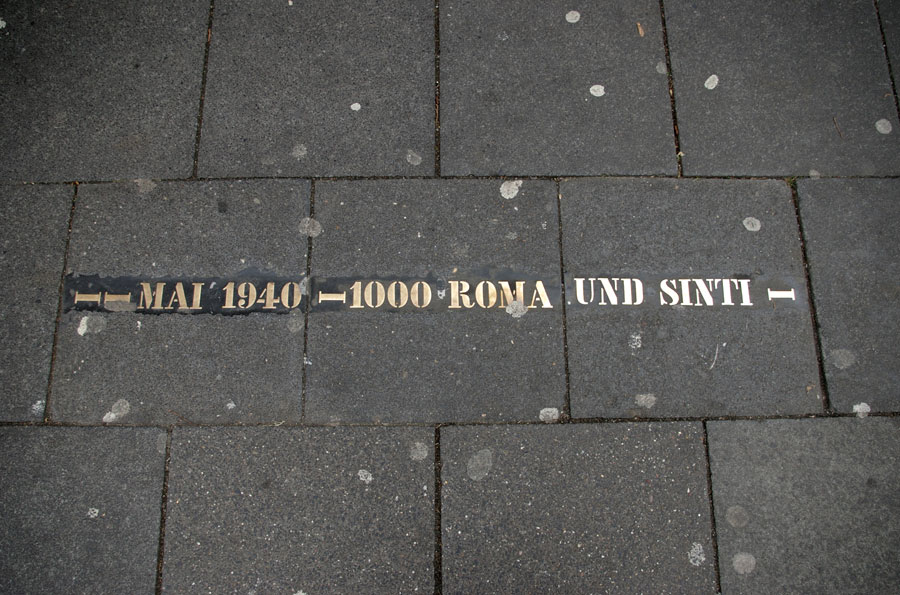 MAI 1940 – 1000 ROMA UND SINTI